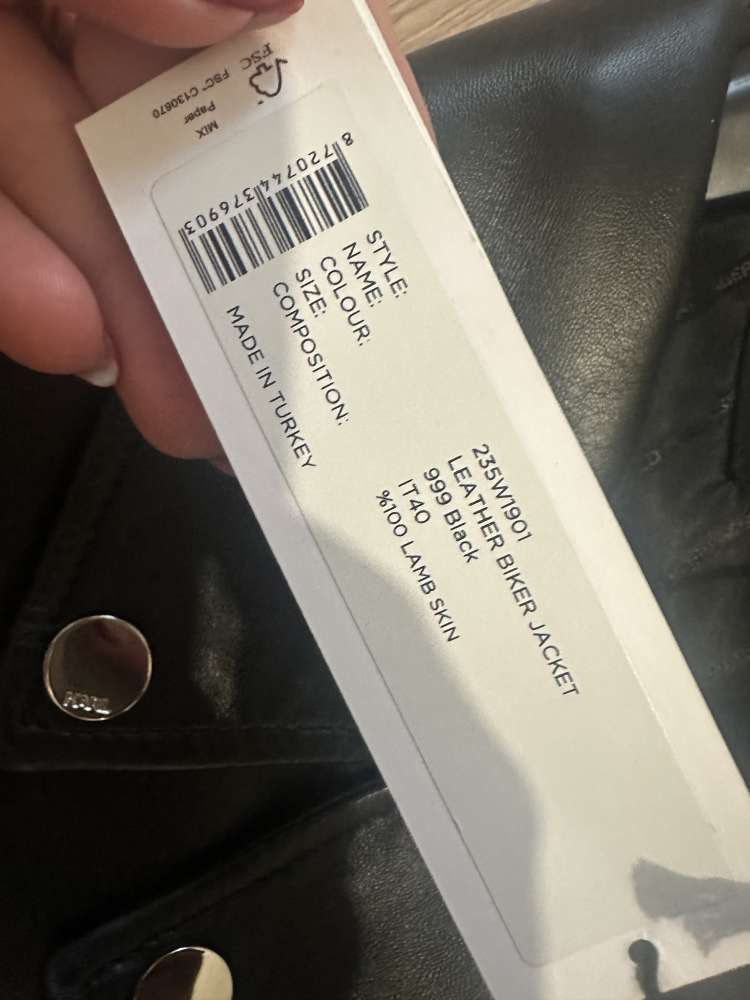 FSC
FSC™ C130870
MIX
Paper
8720744376903
STYLE: 235W1901
NAME: LEATHER BIKER JACKET
COLOUR: 999 Black
SIZE: IT40
COMPOSITION: %100 LAMB SKIN
MADE IN TURKEY